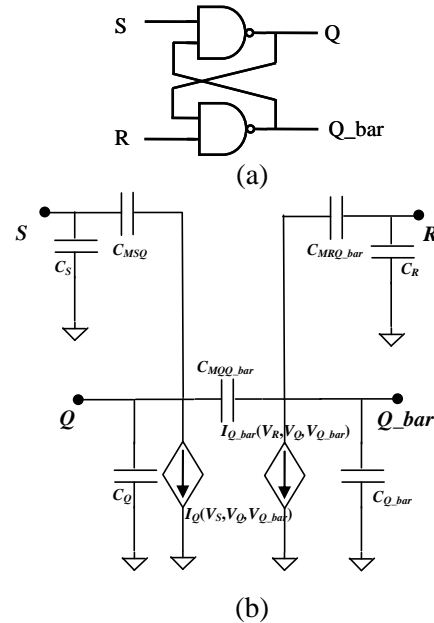 S
Q
R
Q_bar
(a)
S
R
C_S
C_MSQ
C_MRQ_bar
C_R
C_MQQ_bar
Q
Q_bar
I_Q_bar(V_R,V_Q,V_Q_bar)
C_Q
I_Q(V_S,V_Q,V_Q_bar)
C_Q_bar
(b)